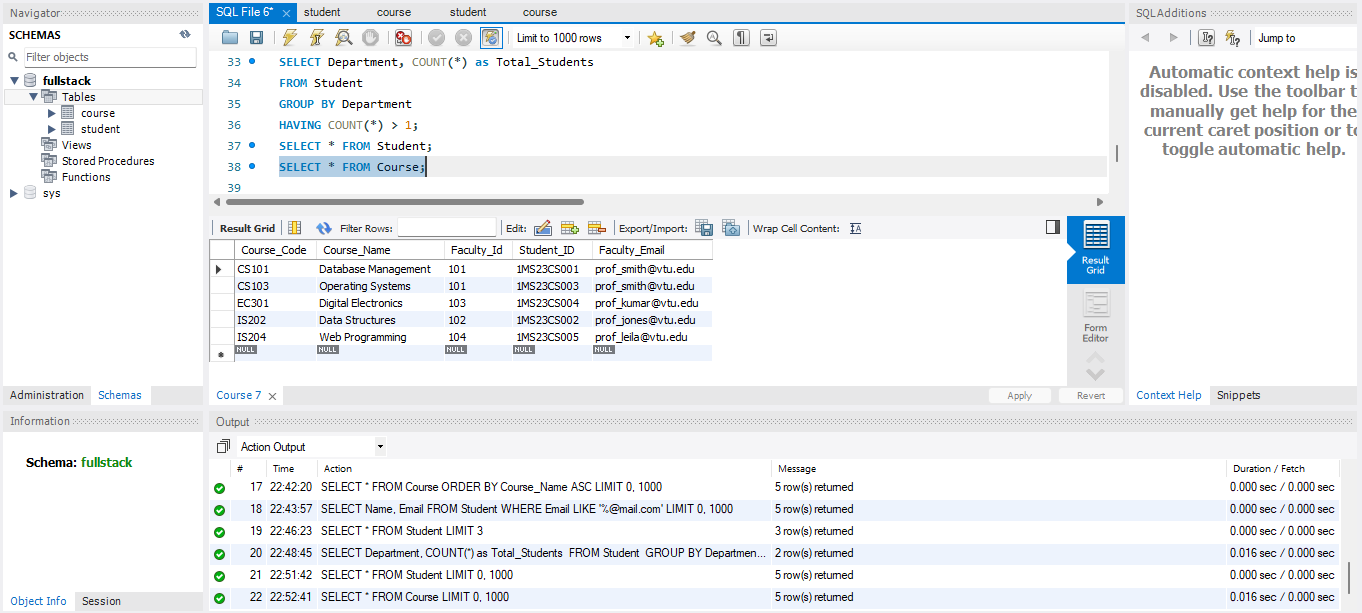 Navigator
SCHEMAS
Filter objects
fullstack
Tables
course
student
Views
Stored Procedures
Functions
sys
Administration Schemas
Information
Schema: fullstack
Object Info Session
SQL File 6* student course student course
Limit to 1000 rows
33 SELECT Department, COUNT(*) as Total_Students
34 FROM Student
35 GROUP BY Department
36 HAVING COUNT(*) > 1;
37 SELECT * FROM Student;
38 SELECT * FROM Course;
39
Result Grid Filter Rows: Edit: Export/Import: Wrap Cell Content: IA
Course_Code Course_Name Faculty_Id Student_ID Faculty_Email
CS101 Database Management 101 1MS23CS001 prof_smith@vtu.edu
CS103 Operating Systems 101 1MS23CS003 prof_smith@vtu.edu
EC301 Digital Electronics 103 1MS23CS004 prof_kumar@vtu.edu
IS202 Data Structures 102 1MS23CS002 prof_jones@vtu.edu
IS204 Web Programming 104 1MS23CS005 prof_leila@vtu.edu
NULL NULL NULL NULL NULL
Result
Grid
Form
Editor
Course 7 Apply Revert
SQLAdditions
Jump to
Automatic context help is
disabled. Use the toolbar t
manually get help for the
current caret position or to
toggle automatic help.
Context Help Snippets
Output
Action Output
# Time Action Message Duration / Fetch
17 22:42:20 SELECT * FROM Course ORDER BY Course_Name ASC LIMIT 0, 1000 5 row(s) returned 0.000 sec / 0.000 sec
18 22:43:57 SELECT Name, Email FROM Student WHERE Email LIKE '%@mail.com' LIMIT 0, 1000 5 row(s) returned 0.000 sec / 0.000 sec
19 22:46:23 SELECT * FROM Student LIMIT 3 3 row(s) returned 0.000 sec / 0.000 sec
20 22:48:45 SELECT Department, COUNT(*) as Total_Students FROM Student GROUP BY Departmen... 2 row(s) returned 0.016 sec / 0.000 sec
21 22:51:42 SELECT * FROM Student LIMIT 0, 1000 5 row(s) returned 0.000 sec / 0.000 sec
22 22:52:41 SELECT * FROM Course LIMIT 0, 1000 5 row(s) returned 0.016 sec / 0.000 sec